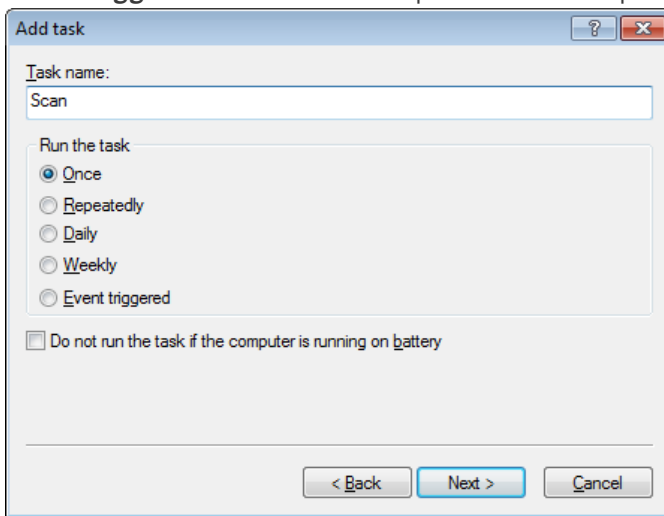 Add task
Task name:
Scan
Run the task
Once
Repeatedly
Daily
Weekly
Event triggered
Do not run the task if the computer is running on battery
< Back Next > Cancel